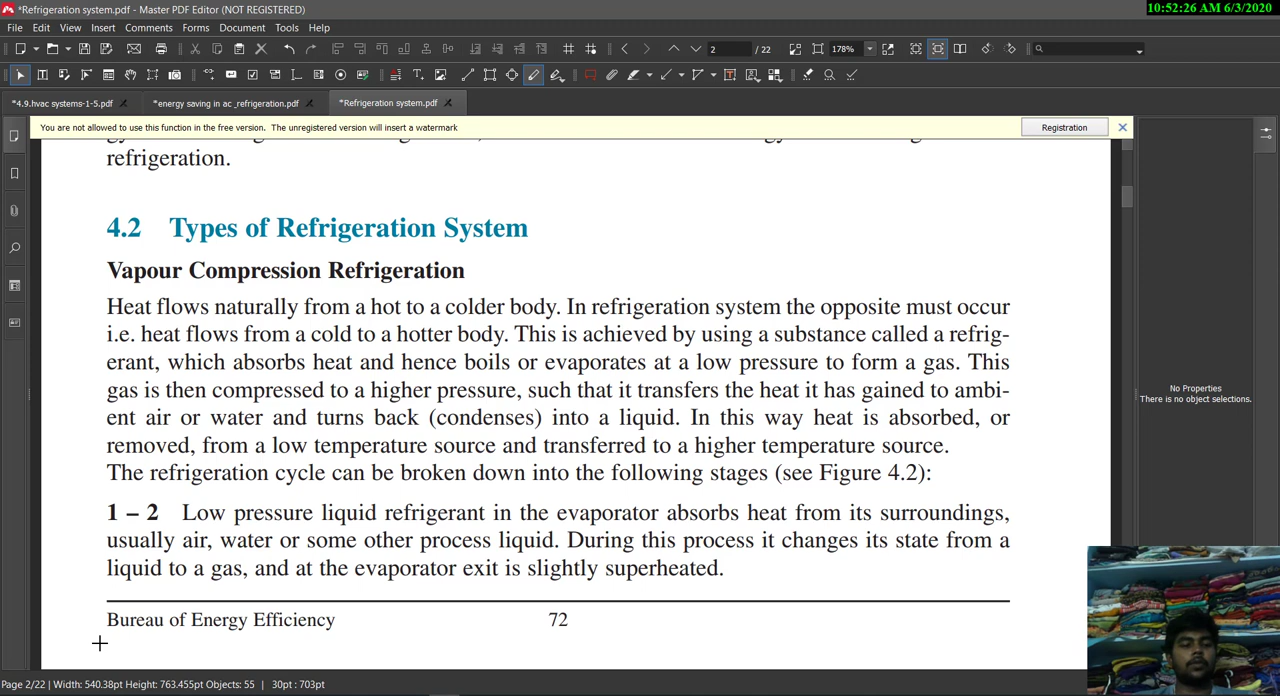 *Refrigeration system.pdf - Master PDF Editor (NOT REGISTERED)
10:52:26 AM 6/3/2020
File Edit View Insert Comments Forms Document Tools Help
2 / 22 178%
*4.9.hvac systems-1-5.pdf *energy saving in ac _refrigeration.pdf *Refrigeration system.pdf
You are not allowed to use this function in the free version. The unregistered version will insert a watermark
Registration
refrigeration.
4.2 Types of Refrigeration System
Vapour Compression Refrigeration
Heat flows naturally from a hot to a colder body. In refrigeration system the opposite must occur
i.e. heat flows from a cold to a hotter body. This is achieved by using a substance called a refrig-
erant, which absorbs heat and hence boils or evaporates at a low pressure to form a gas. This
gas is then compressed to a higher pressure, such that it transfers the heat it has gained to ambi-
ent air or water and turns back (condenses) into a liquid. In this way heat is absorbed, or
removed, from a low temperature source and transferred to a higher temperature source.
The refrigeration cycle can be broken down into the following stages (see Figure 4.2):
1 – 2 Low pressure liquid refrigerant in the evaporator absorbs heat from its surroundings,
usually air, water or some other process liquid. During this process it changes its state from a
liquid to a gas, and at the evaporator exit is slightly superheated.
Bureau of Energy Efficiency 72
No Properties
There is no object selections.
Page 2/22 | Width: 540.38pt Height: 763.455pt Objects: 55 | 30pt : 703pt